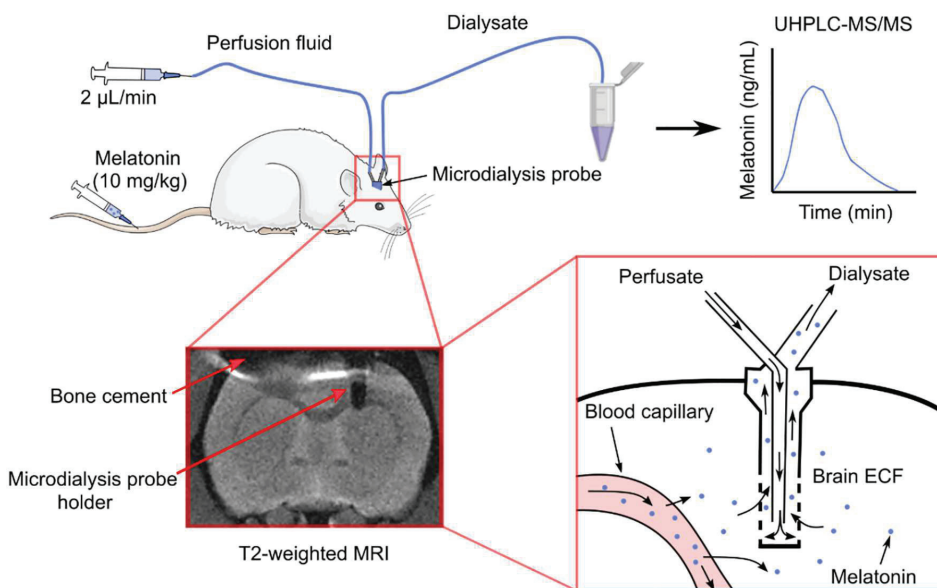 UHPLC-MS/MS
Perfusion fluid
Dialysate
2 µL/min
Melatonin (ng/mL)
Melatonin
(10 mg/kg)
Microdialysis probe
Time (min)
Perfusate
Dialysate
Bone cement
Blood capillary
Microdialysis probe
holder
Brain ECF
T2-weighted MRI
Melatonin